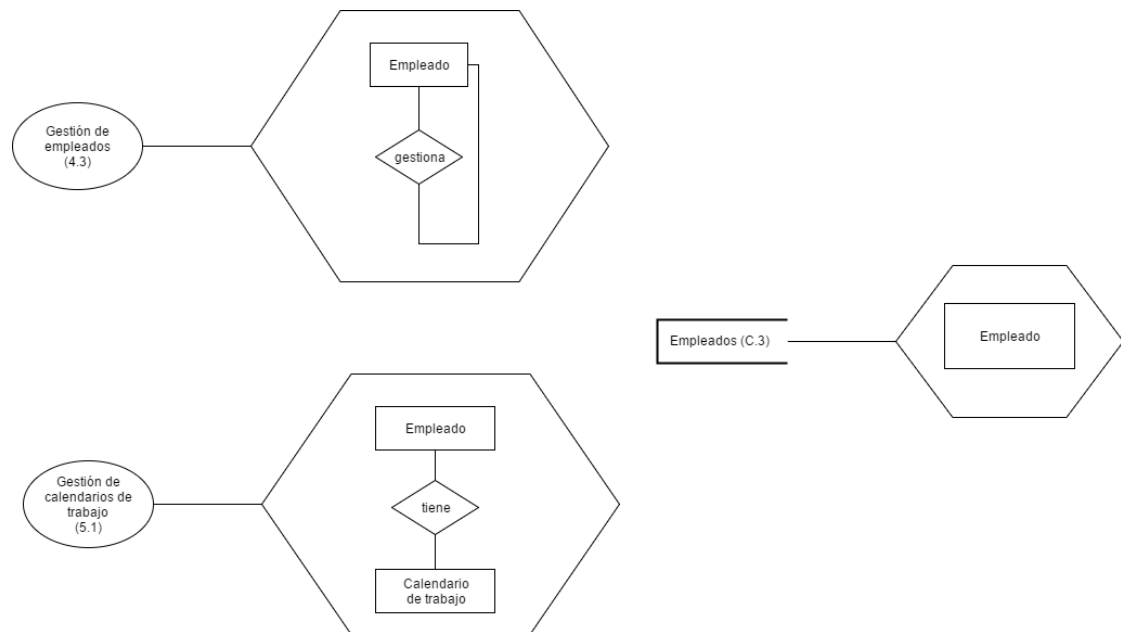 Empleado
Gestión de
empleados
(4.3)
gestiona
Empleados (C.3)
Empleado
Empleado
Gestión de
calendarios de
trabajo
(5.1)
tiene
Calendario
de trabajo